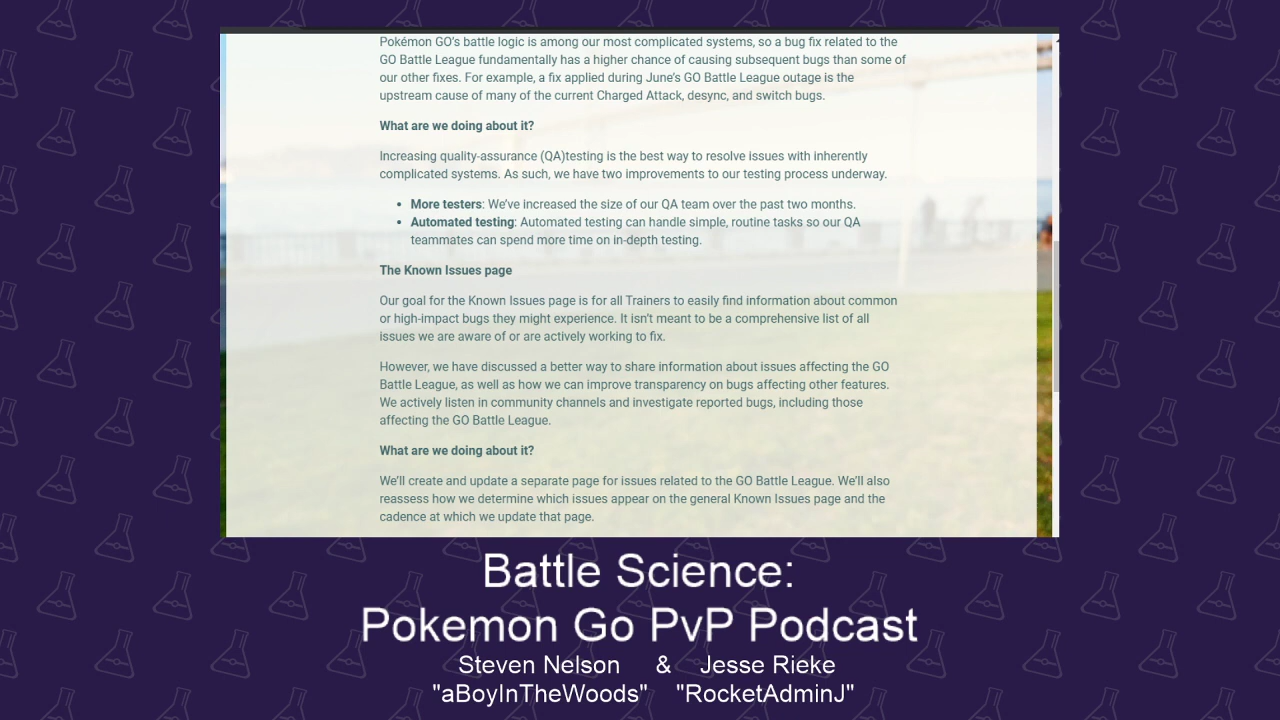 Pokémon GO's battle logic is among our most complicated systems, so a bug fix related to the
GO Battle League fundamentally has a higher chance of causing subsequent bugs than some of
our other fixes. For example, a fix applied during June's GO Battle League outage is the
upstream cause of many of the current Charged Attack, desync, and switch bugs.
What are we doing about it?
Increasing quality-assurance (QA)testing is the best way to resolve issues with inherently
complicated systems. As such, we have two improvements to our testing process underway.
• More testers: We've increased the size of our QA team over the past two months.
• Automated testing: Automated testing can handle simple, routine tasks so our QA
teammates can spend more time on in-depth testing.
The Known Issues page
Our goal for the Known Issues page is for all Trainers to easily find information about common
or high-impact bugs they might experience. It isn't meant to be a comprehensive list of all
issues we are aware of or are actively working to fix.
However, we have discussed a better way to share information about issues affecting the GO
Battle League, as well as how we can improve transparency on bugs affecting other features.
We actively listen in community channels and investigate reported bugs, including those
affecting the GO Battle League.
What are we doing about it?
We'll create and update a separate page for issues related to the GO Battle League. We'll also
reassess how we determine which issues appear on the general Known Issues page and the
cadence at which we update that page.
Battle Science:
Pokemon Go PvP Podcast
Steven Nelson & Jesse Rieke
"aBoyInTheWoods" "RocketAdminJ"